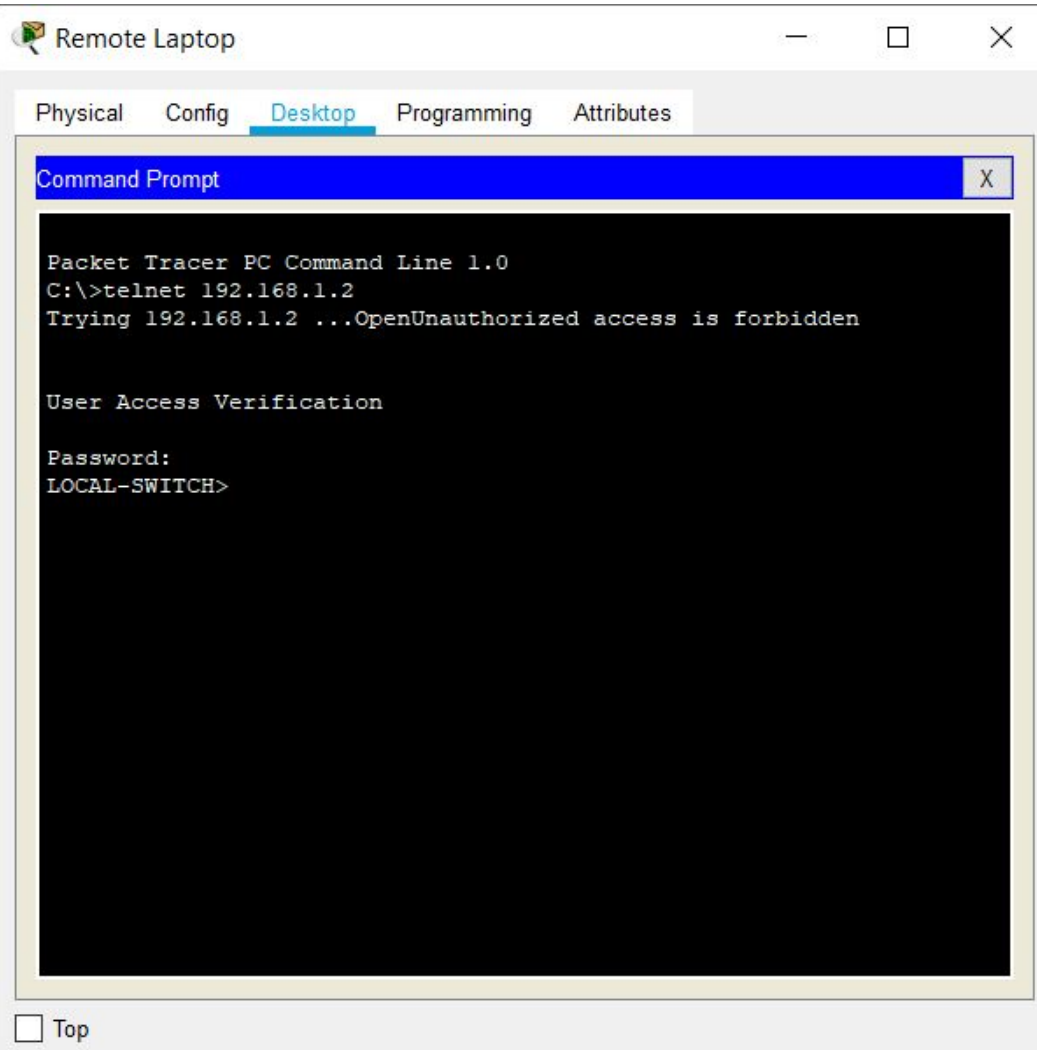 Remote Laptop
Physical Config Desktop Programming Attributes
Command Prompt X
Packet Tracer PC Command Line 1.0
C:\>telnet 192.168.1.2
Trying 192.168.1.2 ...OpenUnauthorized access is forbidden
User Access Verification
Password:
LOCAL-SWITCH>
Top